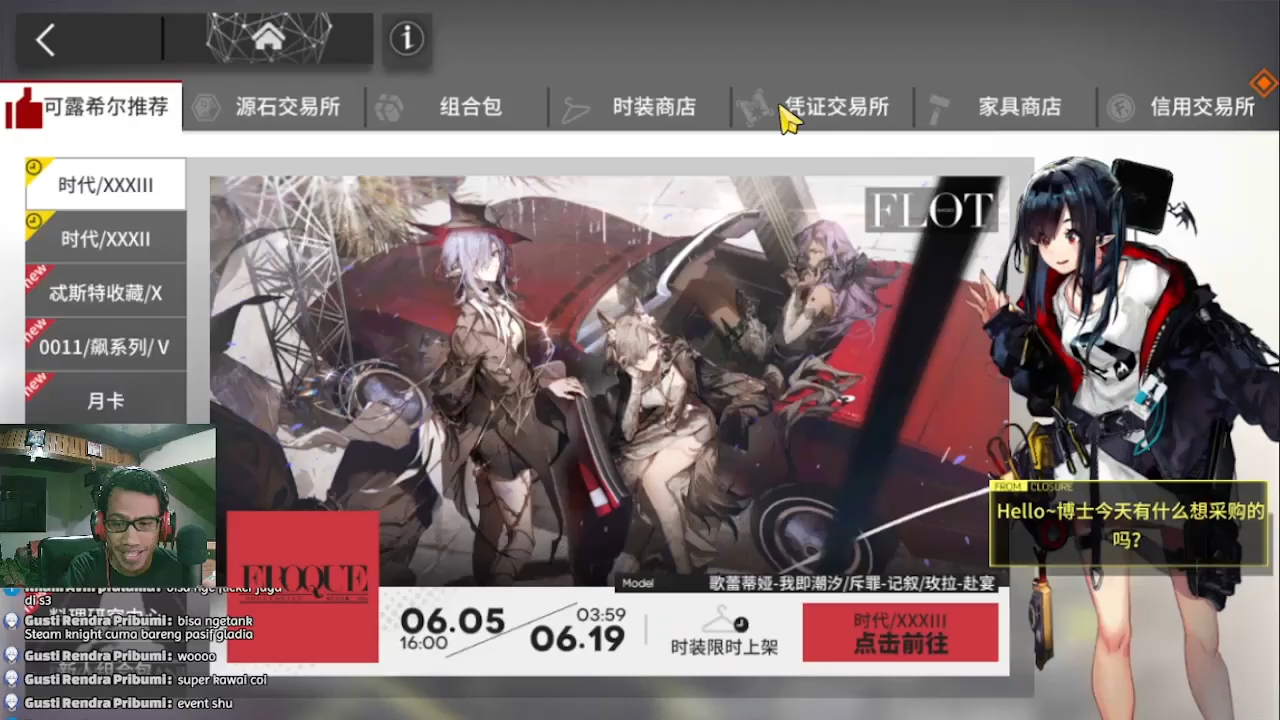 可露希尔推荐
源石交易所
组合包
时装商店
凭证交易所
家具商店
信用交易所
时代/XXXIII
时代/XXXII
忒斯特收藏/X
0011/飙系列/V
月卡
new
new
new
FLOT
FROM CLOSURE
Hello~博士今天有什么想采购的
吗?
ELOQUE
Model
歌蕾蒂娅-我即潮汐/斥罪-记叙/玫拉-赴宴
06.05
16:00
03:59
06.19
时装限时上架
时代/XXXIII
点击前往
di s3
Gusti Rendra Pribumi: bisa ngetank
Steam knight cuma bareng pasif gladia
Gusti Rendra Pribumi: woooo
Gusti Rendra Pribumi: super kawai coi
Gusti Rendra Pribumi: event shu